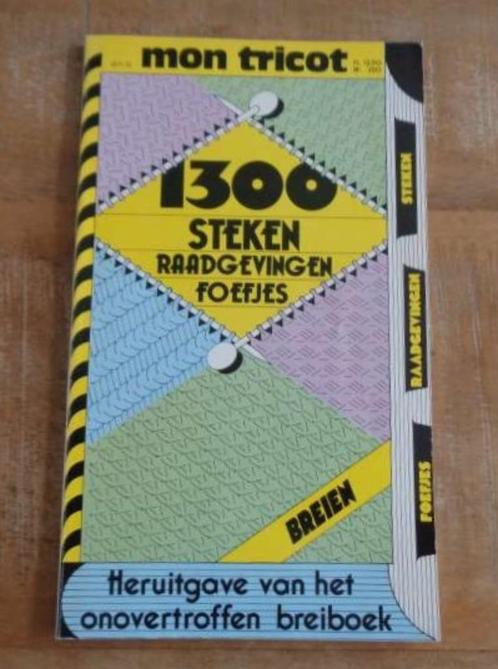 mon tricot
1300
STEKEN
RAADGEVINGEN
FOEFJES
STEKEN
RAADGEVINGEN
FOEFJES
BREIEN
Heruitgave van het
onovertroffen breiboek